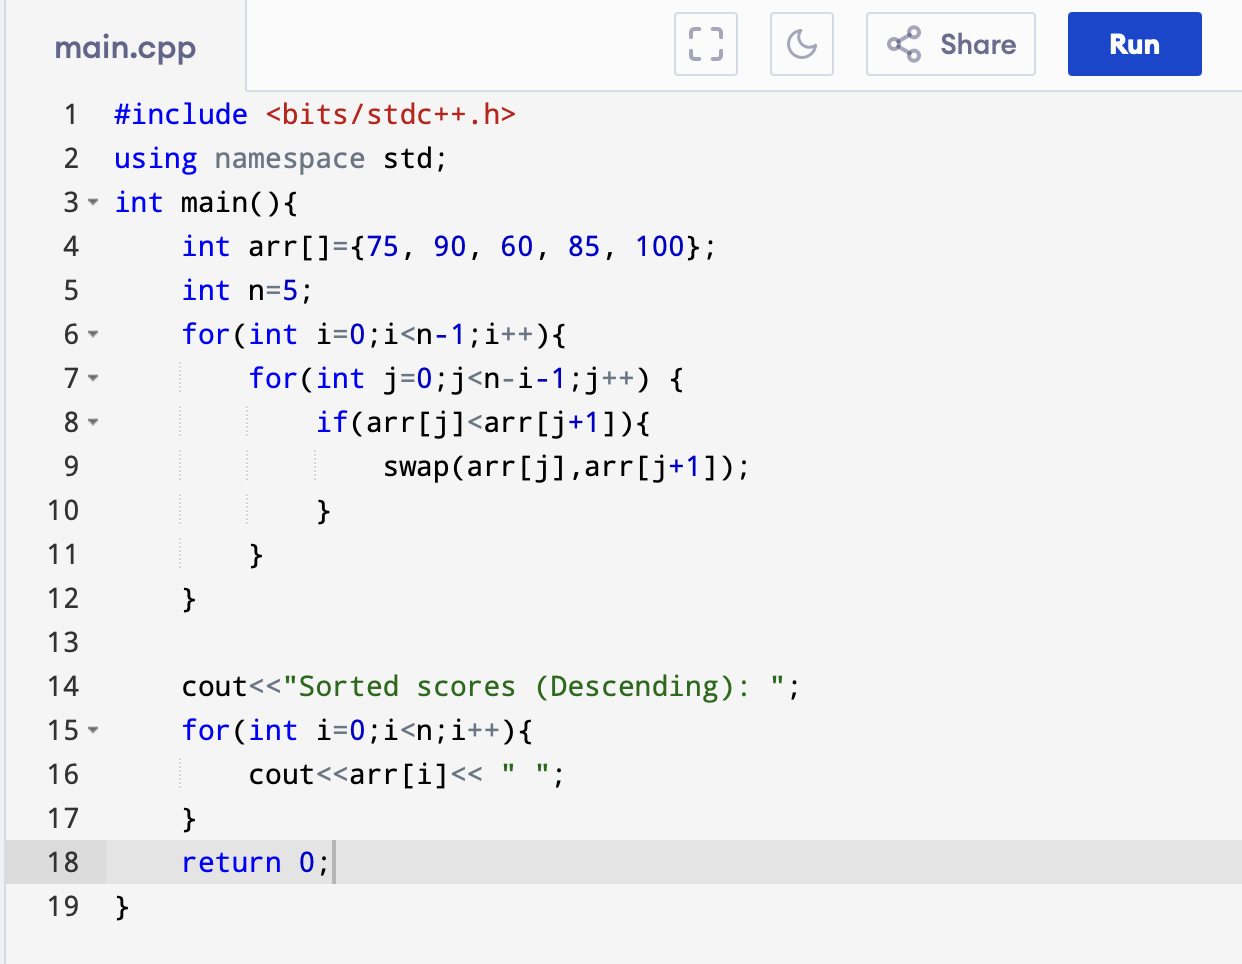 main.cpp
Share
Run
1 #include <bits/stdc++.h>
2 using namespace std;
3 int main(){
4     int arr[]={75, 90, 60, 85, 100};
5     int n=5;
6     for(int i=0;i<n-1;i++){
7         for(int j=0;j<n-i-1;j++) {
8             if(arr[j]<arr[j+1]){
9                 swap(arr[j],arr[j+1]);
10             }
11         }
12     }
13
14     cout<<"Sorted scores (Descending): ";
15     for(int i=0;i<n;i++){
16         cout<<arr[i]<< " ";
17     }
18     return 0;
19 }